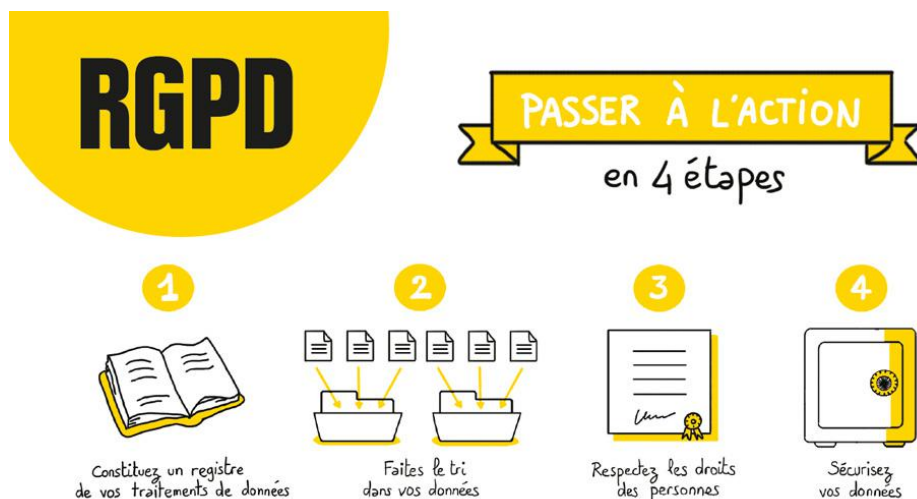 RGPD
PASSER À L'ACTION
en 4 étapes
1
Constituez un registre
de vos traitements de données
2
Faites le tri
dans vos données
3
Respectez les droits
des personnes
4
Sécurisez
vos données